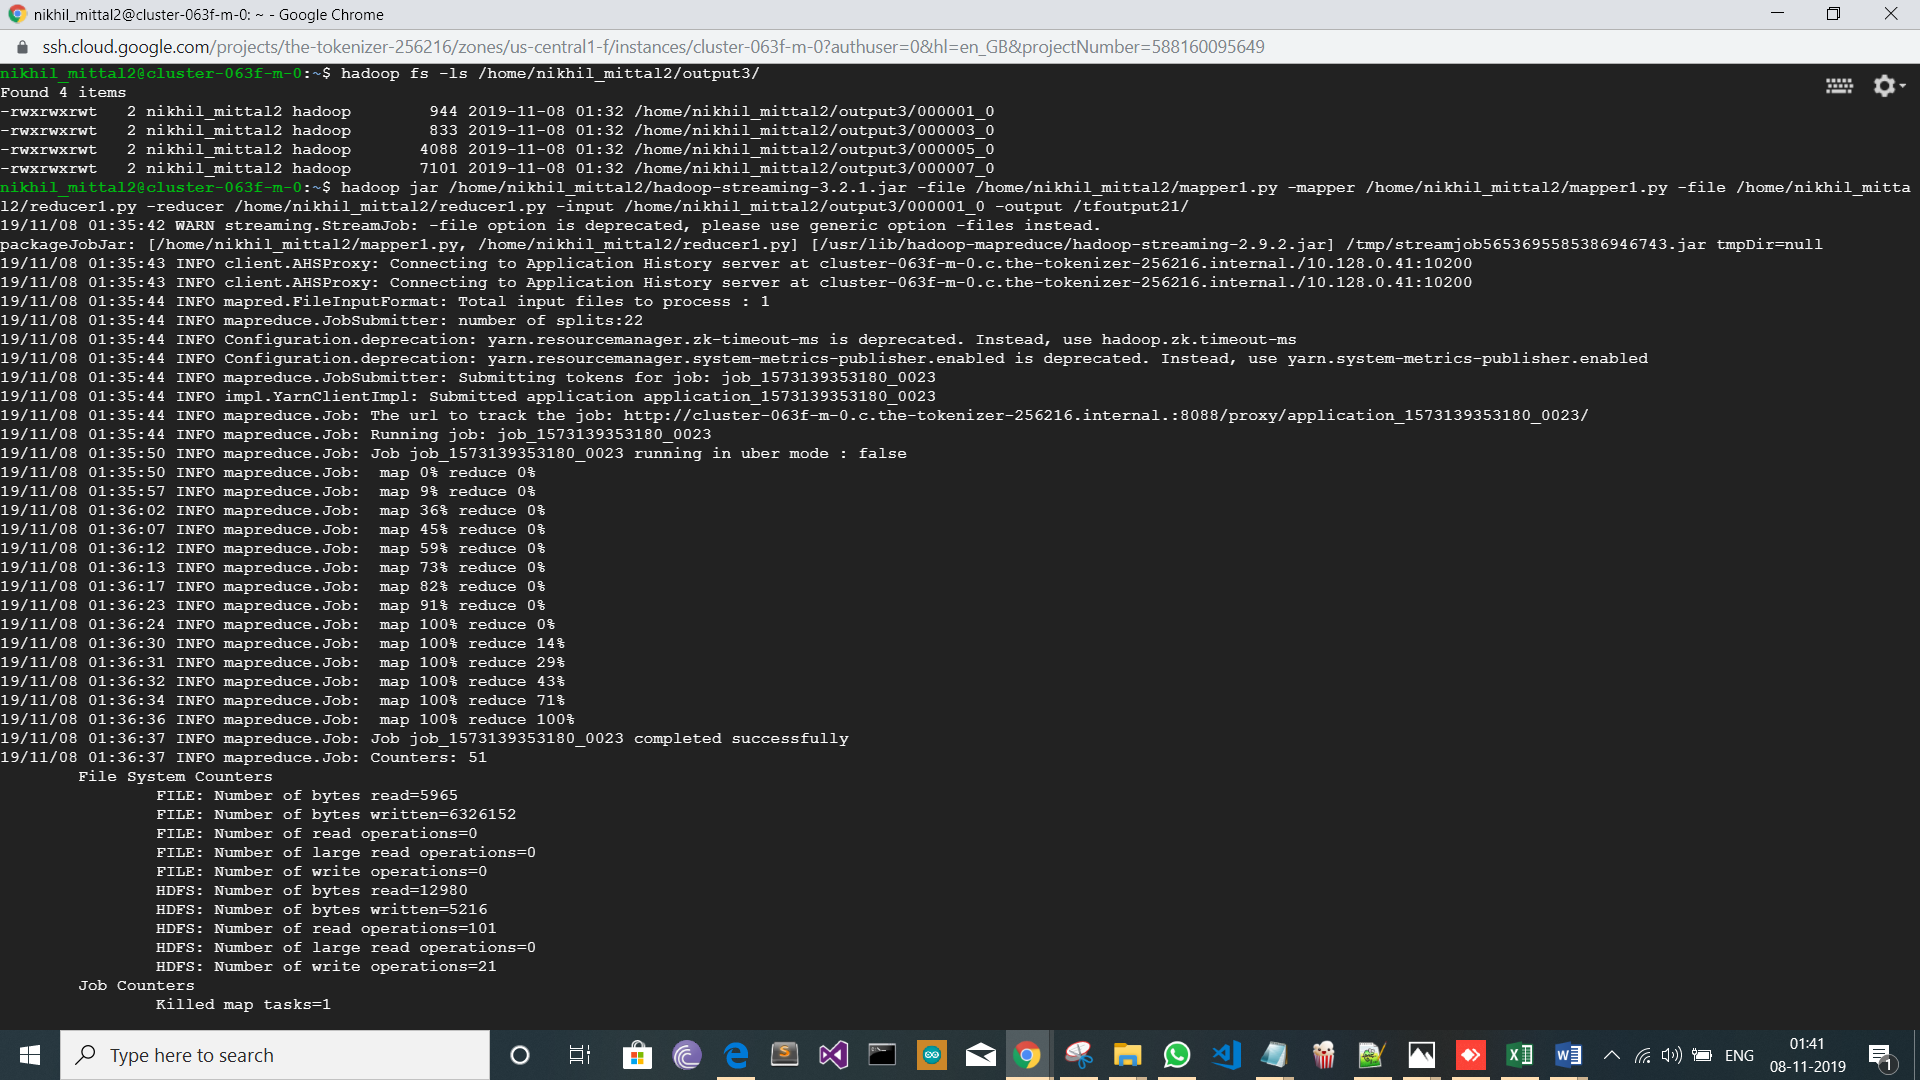 nikhil_mittal2@cluster-063f-m-0: ~ - Google Chrome
ssh.cloud.google.com/projects/the-tokenizer-256216/zones/us-central1-f/instances/cluster-063f-m-0?authuser=0&hl=en_GB&projectNumber=588160095649
nikhil_mittal2@cluster-063f-m-0:~$ hadoop fs -ls /home/nikhil_mittal2/output3/
Found 4 items
-rwxrwxrwt   2 nikhil_mittal2 hadoop        944 2019-11-08 01:32 /home/nikhil_mittal2/output3/000001_0
-rwxrwxrwt   2 nikhil_mittal2 hadoop        833 2019-11-08 01:32 /home/nikhil_mittal2/output3/000003_0
-rwxrwxrwt   2 nikhil_mittal2 hadoop       4088 2019-11-08 01:32 /home/nikhil_mittal2/output3/000005_0
-rwxrwxrwt   2 nikhil_mittal2 hadoop       7101 2019-11-08 01:32 /home/nikhil_mittal2/output3/000007_0
nikhil_mittal2@cluster-063f-m-0:~$ hadoop jar /home/nikhil_mittal2/hadoop-streaming-3.2.1.jar -file /home/nikhil_mittal2/mapper1.py -mapper /home/nikhil_mittal2/mapper1.py -file /home/nikhil_mitta
l2/reducer1.py -reducer /home/nikhil_mittal2/reducer1.py -input /home/nikhil_mittal2/output3/000001_0 -output /tfoutput21/
19/11/08 01:35:42 WARN streaming.StreamJob: -file option is deprecated, please use generic option -files instead.
packageJobJar: [/home/nikhil_mittal2/mapper1.py, /home/nikhil_mittal2/reducer1.py] [/usr/lib/hadoop-mapreduce/hadoop-streaming-2.9.2.jar] /tmp/streamjob5653695585386946743.jar tmpDir=null
19/11/08 01:35:43 INFO client.AHSProxy: Connecting to Application History server at cluster-063f-m-0.c.the-tokenizer-256216.internal./10.128.0.41:10200
19/11/08 01:35:43 INFO client.AHSProxy: Connecting to Application History server at cluster-063f-m-0.c.the-tokenizer-256216.internal./10.128.0.41:10200
19/11/08 01:35:44 INFO mapred.FileInputFormat: Total input files to process : 1
19/11/08 01:35:44 INFO mapreduce.JobSubmitter: number of splits:22
19/11/08 01:35:44 INFO Configuration.deprecation: yarn.resourcemanager.zk-timeout-ms is deprecated. Instead, use hadoop.zk.timeout-ms
19/11/08 01:35:44 INFO Configuration.deprecation: yarn.resourcemanager.system-metrics-publisher.enabled is deprecated. Instead, use yarn.system-metrics-publisher.enabled
19/11/08 01:35:44 INFO mapreduce.JobSubmitter: Submitting tokens for job: job_1573139353180_0023
19/11/08 01:35:44 INFO impl.YarnClientImpl: Submitted application application_1573139353180_0023
19/11/08 01:35:44 INFO mapreduce.Job: The url to track the job: http://cluster-063f-m-0.c.the-tokenizer-256216.internal.:8088/proxy/application_1573139353180_0023/
19/11/08 01:35:44 INFO mapreduce.Job: Running job: job_1573139353180_0023
19/11/08 01:35:50 INFO mapreduce.Job: Job job_1573139353180_0023 running in uber mode : false
19/11/08 01:35:50 INFO mapreduce.Job:  map 0% reduce 0%
19/11/08 01:35:57 INFO mapreduce.Job:  map 9% reduce 0%
19/11/08 01:36:02 INFO mapreduce.Job:  map 36% reduce 0%
19/11/08 01:36:07 INFO mapreduce.Job:  map 45% reduce 0%
19/11/08 01:36:12 INFO mapreduce.Job:  map 59% reduce 0%
19/11/08 01:36:13 INFO mapreduce.Job:  map 73% reduce 0%
19/11/08 01:36:17 INFO mapreduce.Job:  map 82% reduce 0%
19/11/08 01:36:23 INFO mapreduce.Job:  map 91% reduce 0%
19/11/08 01:36:24 INFO mapreduce.Job:  map 100% reduce 0%
19/11/08 01:36:30 INFO mapreduce.Job:  map 100% reduce 14%
19/11/08 01:36:31 INFO mapreduce.Job:  map 100% reduce 29%
19/11/08 01:36:32 INFO mapreduce.Job:  map 100% reduce 43%
19/11/08 01:36:34 INFO mapreduce.Job:  map 100% reduce 71%
19/11/08 01:36:36 INFO mapreduce.Job:  map 100% reduce 100%
19/11/08 01:36:37 INFO mapreduce.Job: Job job_1573139353180_0023 completed successfully
19/11/08 01:36:37 INFO mapreduce.Job: Counters: 51
File System Counters
FILE: Number of bytes read=5965
FILE: Number of bytes written=6326152
FILE: Number of read operations=0
FILE: Number of large read operations=0
FILE: Number of write operations=0
HDFS: Number of bytes read=12980
HDFS: Number of bytes written=5216
HDFS: Number of read operations=101
HDFS: Number of large read operations=0
HDFS: Number of write operations=21
Job Counters
Killed map tasks=1
Type here to search
ENG
01:41
08-11-2019
1